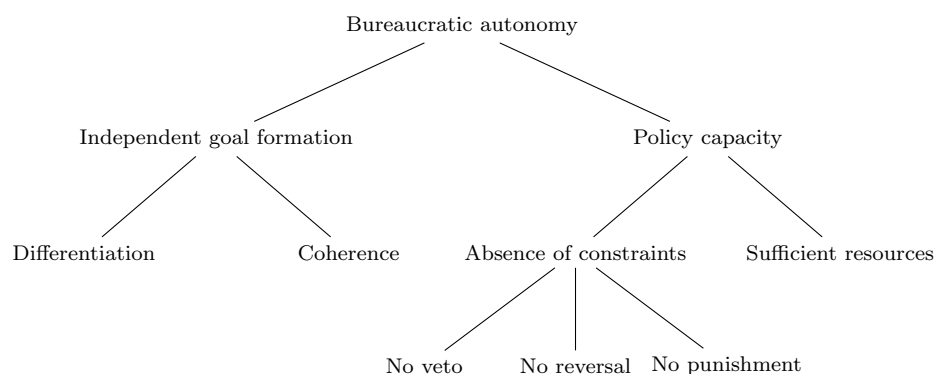 Bureaucratic autonomy
Independent goal formation
Policy capacity
Differentiation
Coherence
Absence of constraints
Sufficient resources
No veto
No reversal
No punishment